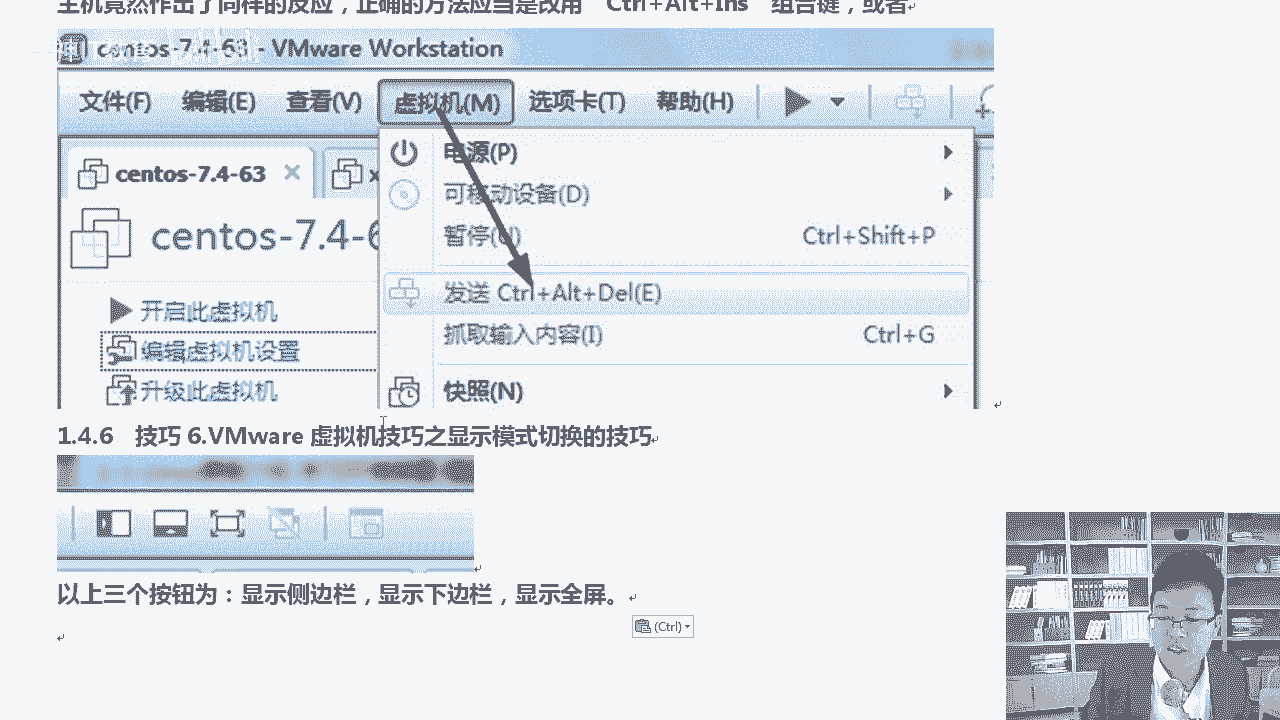 主机竟然作出了同样的反应，正确的方法应当是改用 "Ctrl+Alt+Ins" 组合键，或者
centos-7.4-63 - VMware Workstation
文件(F) 编辑(E) 查看(V) 虚拟机(M) 选项卡(T) 帮助(H)
centos-7.4-63 × x
电源(P)
可移动设备(D)
centos-7.4-6
暂停(U) Ctrl+Shift+P
发送 Ctrl+Alt+Del(E)
开启此虚拟机
抓取输入内容(I) Ctrl+G
编辑虚拟机设置
升级此虚拟机
快照(N)
1.4.6 技巧 6.VMware 虚拟机技巧之显示模式切换的技巧
以上三个按钮为：显示侧边栏，显示下边栏，显示全屏。
(Ctrl)